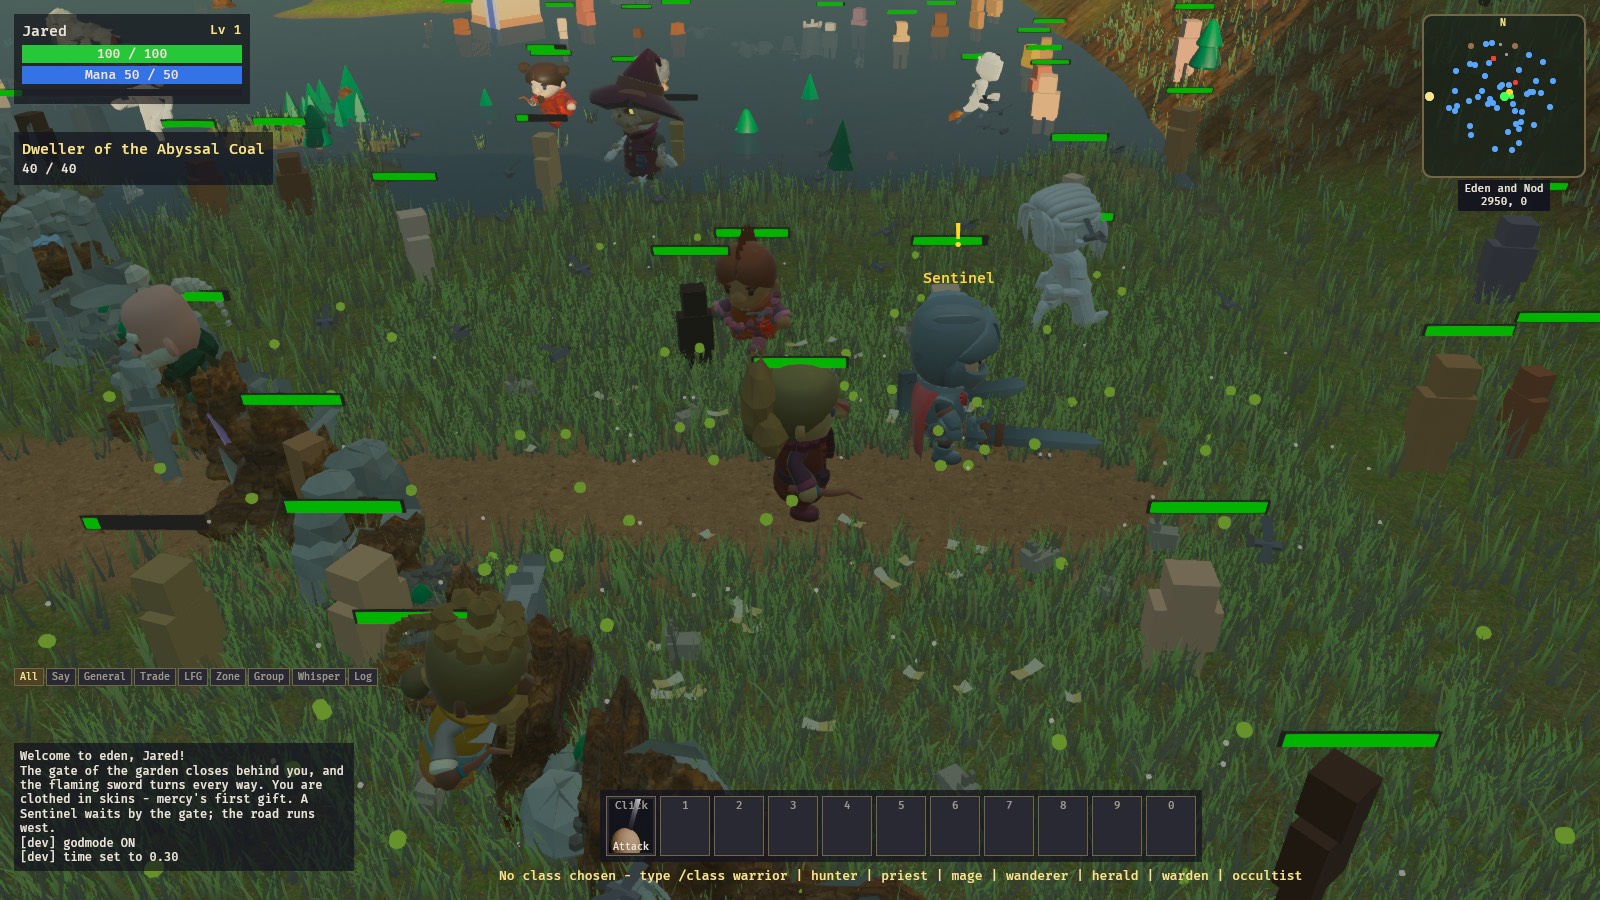 Jared Lv 1
100 / 100
Mana 50 / 50
Dweller of the Abyssal Coal
40 / 40
N
Eden and Nod
2950, 0
!
Sentinel
All Say General Trade LFG Zone Group Whisper Log
Welcome to eden, Jared!
The gate of the garden closes behind you, and
the flaming sword turns every way. You are
clothed in skins - mercy's first gift. A
Sentinel waits by the gate; the road runs
west.
[dev] godmode ON
[dev] time set to 0.30
Click 1 2 3 4 5 6 7 8 9 0
Attack
No class chosen - type /class warrior | hunter | priest | mage | wanderer | herald | warden | occultist